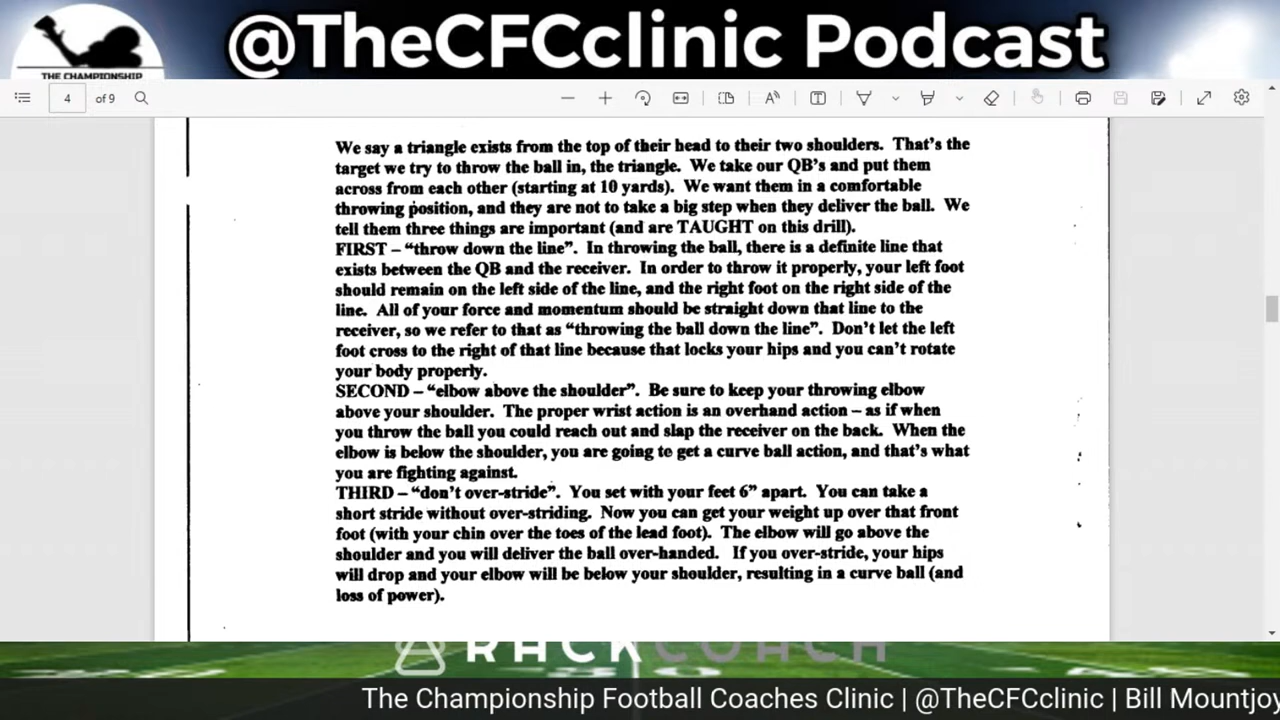 @TheCFCclinic Podcast
THE CHAMPIONSHIP
4 of 9
We say a triangle exists from the top of their head to their two shoulders. That's the
target we try to throw the ball in, the triangle. We take our QB's and put them
across from each other (starting at 10 yards). We want them in a comfortable
throwing position, and they are not to take a big step when they deliver the ball. We
tell them three things are important (and are TAUGHT on this drill).
FIRST – “throw down the line”. In throwing the ball, there is a definite line that
exists between the QB and the receiver. In order to throw it properly, your left foot
should remain on the left side of the line, and the right foot on the right side of the
line. All of your force and momentum should be straight down that line to the
receiver, so we refer to that as “throwing the ball down the line”. Don't let the left
foot cross to the right of that line because that locks your hips and you can't rotate
your body properly.
SECOND – “elbow above the shoulder”. Be sure to keep your throwing elbow
above your shoulder. The proper wrist action is an overhand action – as if when
you throw the ball you could reach out and slap the receiver on the back. When the
elbow is below the shoulder, you are going to get a curve ball action, and that's what
you are fighting against.
THIRD – “don't over-stride”. You set with your feet 6” apart. You can take a
short stride without over-striding. Now you can get your weight up over that front
foot (with your chin over the toes of the lead foot). The elbow will go above the
shoulder and you will deliver the ball over-handed. If you over-stride, your hips
will drop and your elbow will be below your shoulder, resulting in a curve ball (and
loss of power).
RACKCOACH
The Championship Football Coaches Clinic | @TheCFCclinic | Bill Mountjoy